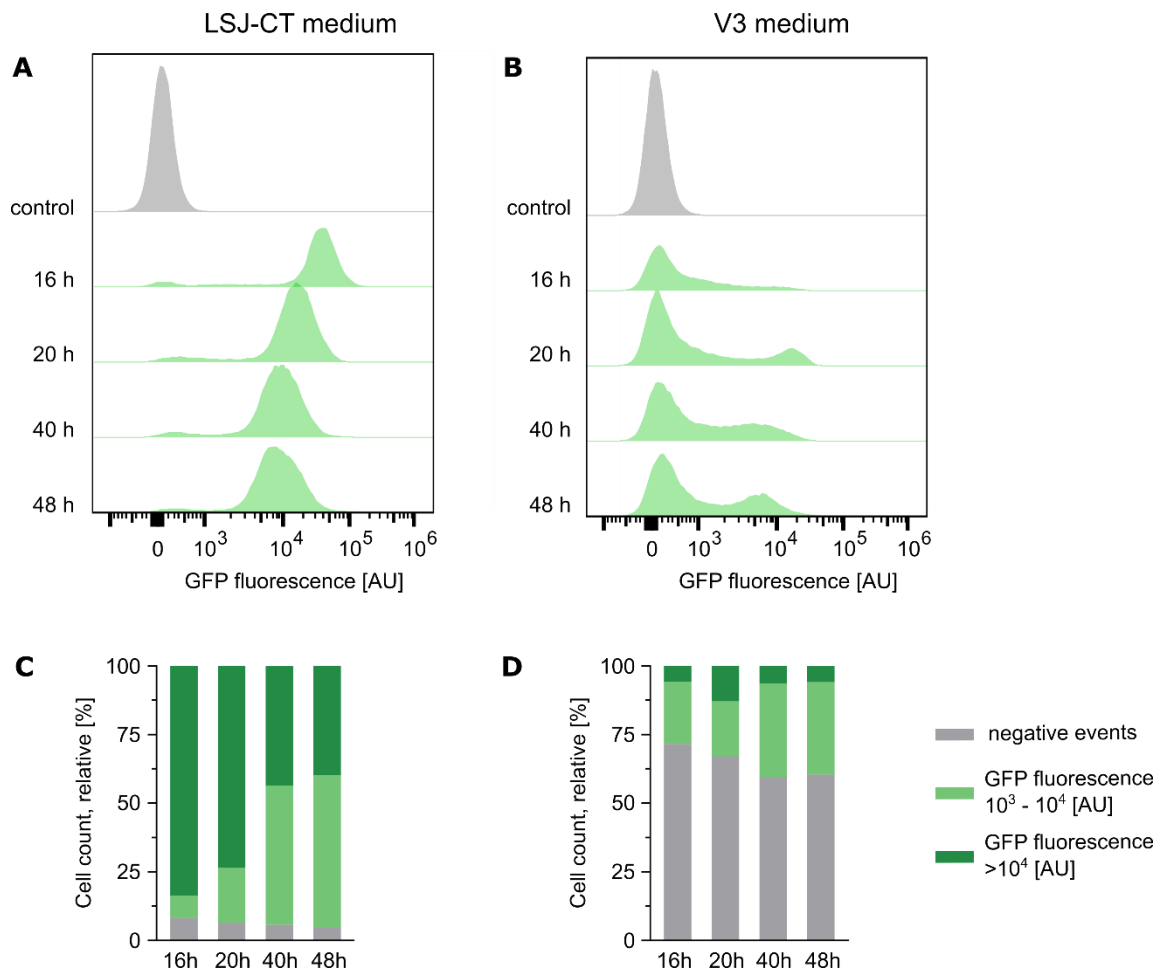 LSJ-CT medium
V3 medium
A
control
16 h
20 h
40 h
48 h
0 10³ 10⁴ 10⁵ 10⁶
GFP fluorescence [AU]
B
control
16 h
20 h
40 h
48 h
0 10³ 10⁴ 10⁵ 10⁶
GFP fluorescence [AU]
C
Cell count, relative [%]
100
75
50
25
0
16h 20h 40h 48h
D
Cell count, relative [%]
100
75
50
25
0
16h 20h 40h 48h
negative events
GFP fluorescence
10³ - 10⁴ [AU]
GFP fluorescence
>10⁴ [AU]